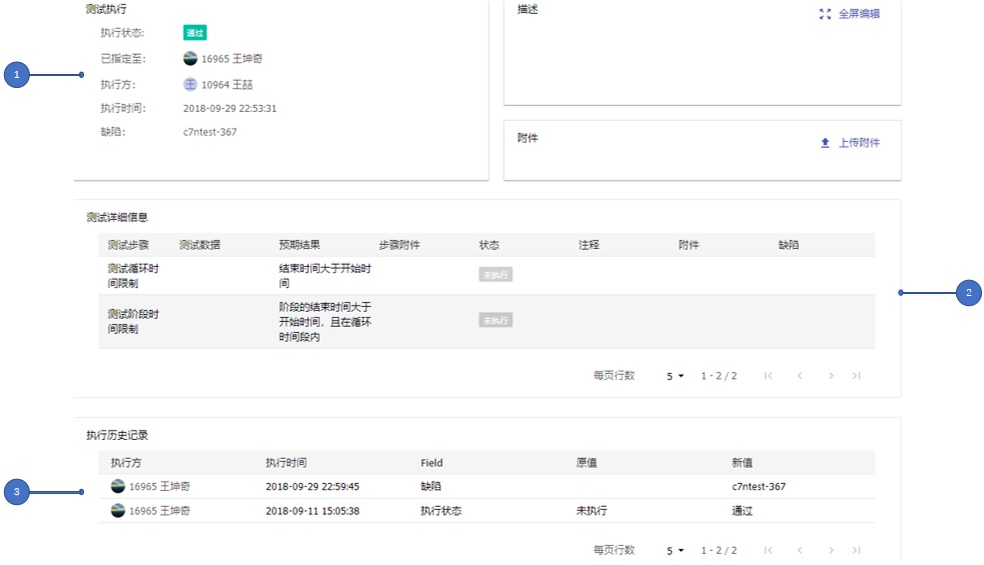 测试执行
执行状态: 通过
已指定至: 16965 王坤奇
执行方: 王 10964 王喆
执行时间: 2018-09-29 22:53:31
缺陷: c7ntest-367
1
描述
全屏编辑
附件
上传附件
测试详细信息
测试步骤 测试数据 预期结果 步骤附件 状态 注释 附件 缺陷
测试循环时 结束时间大于开始时
间限制 间
未执行
阶段的结束时间大于
测试阶段时 开始时间，且在循环
间限制 时间段内
未执行
2
每页行数 5 1 - 2 / 2
执行历史记录
执行方 执行时间 Field 原值 新值
16965 王坤奇 2018-09-29 22:59:45 缺陷 c7ntest-367
3
16965 王坤奇 2018-09-11 15:05:38 执行状态 未执行 通过
每页行数 5 1 - 2 / 2